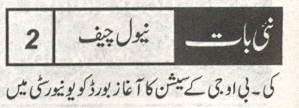 نئی بات نیول چیف 2
کی۔ بی او جی کے سیشن کا آغاز بورڈ کو یونیورسٹی میں